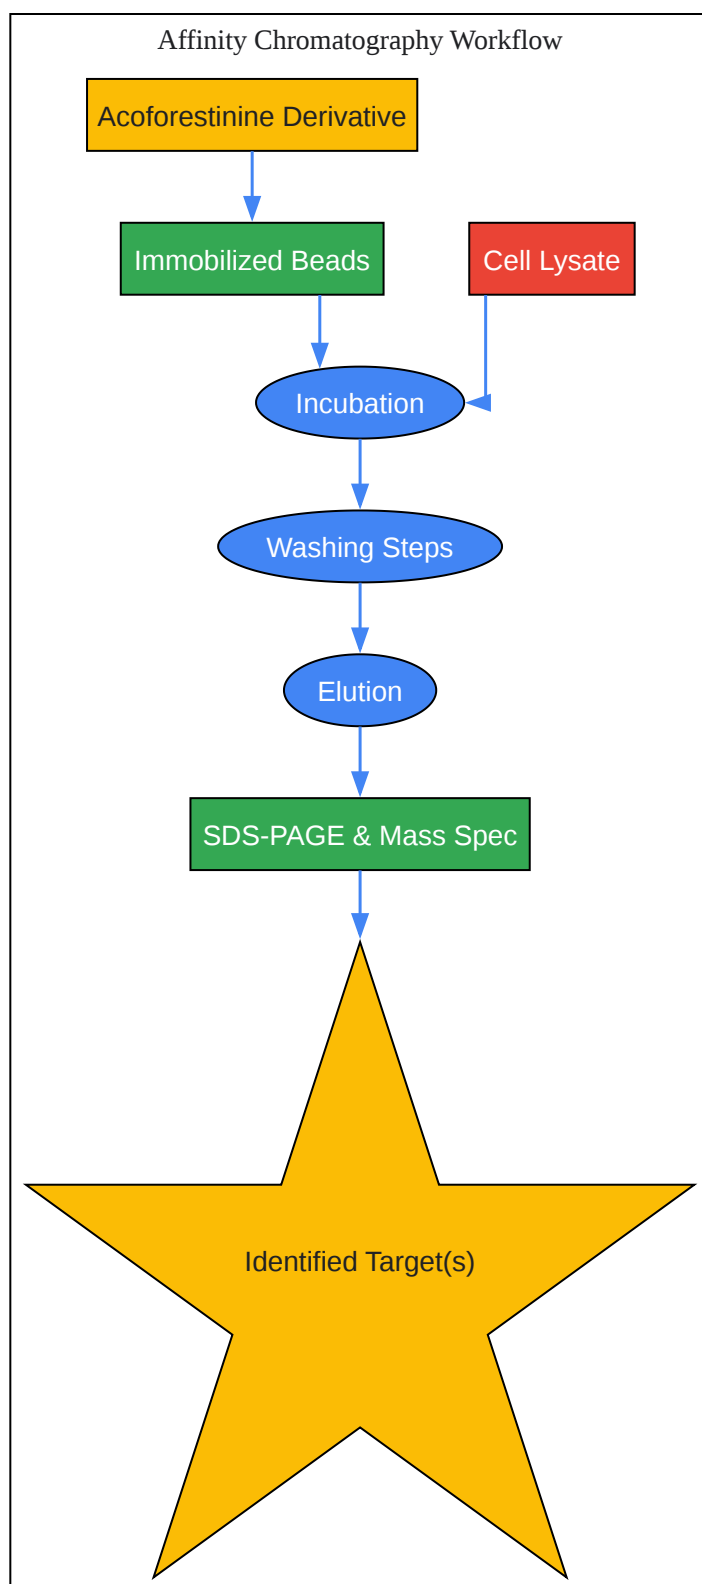 Affinity Chromatography Workflow
Acoforestinine Derivative
Immobilized Beads
Cell Lysate
Incubation
Washing Steps
Elution
SDS-PAGE & Mass Spec
Identified Target(s)